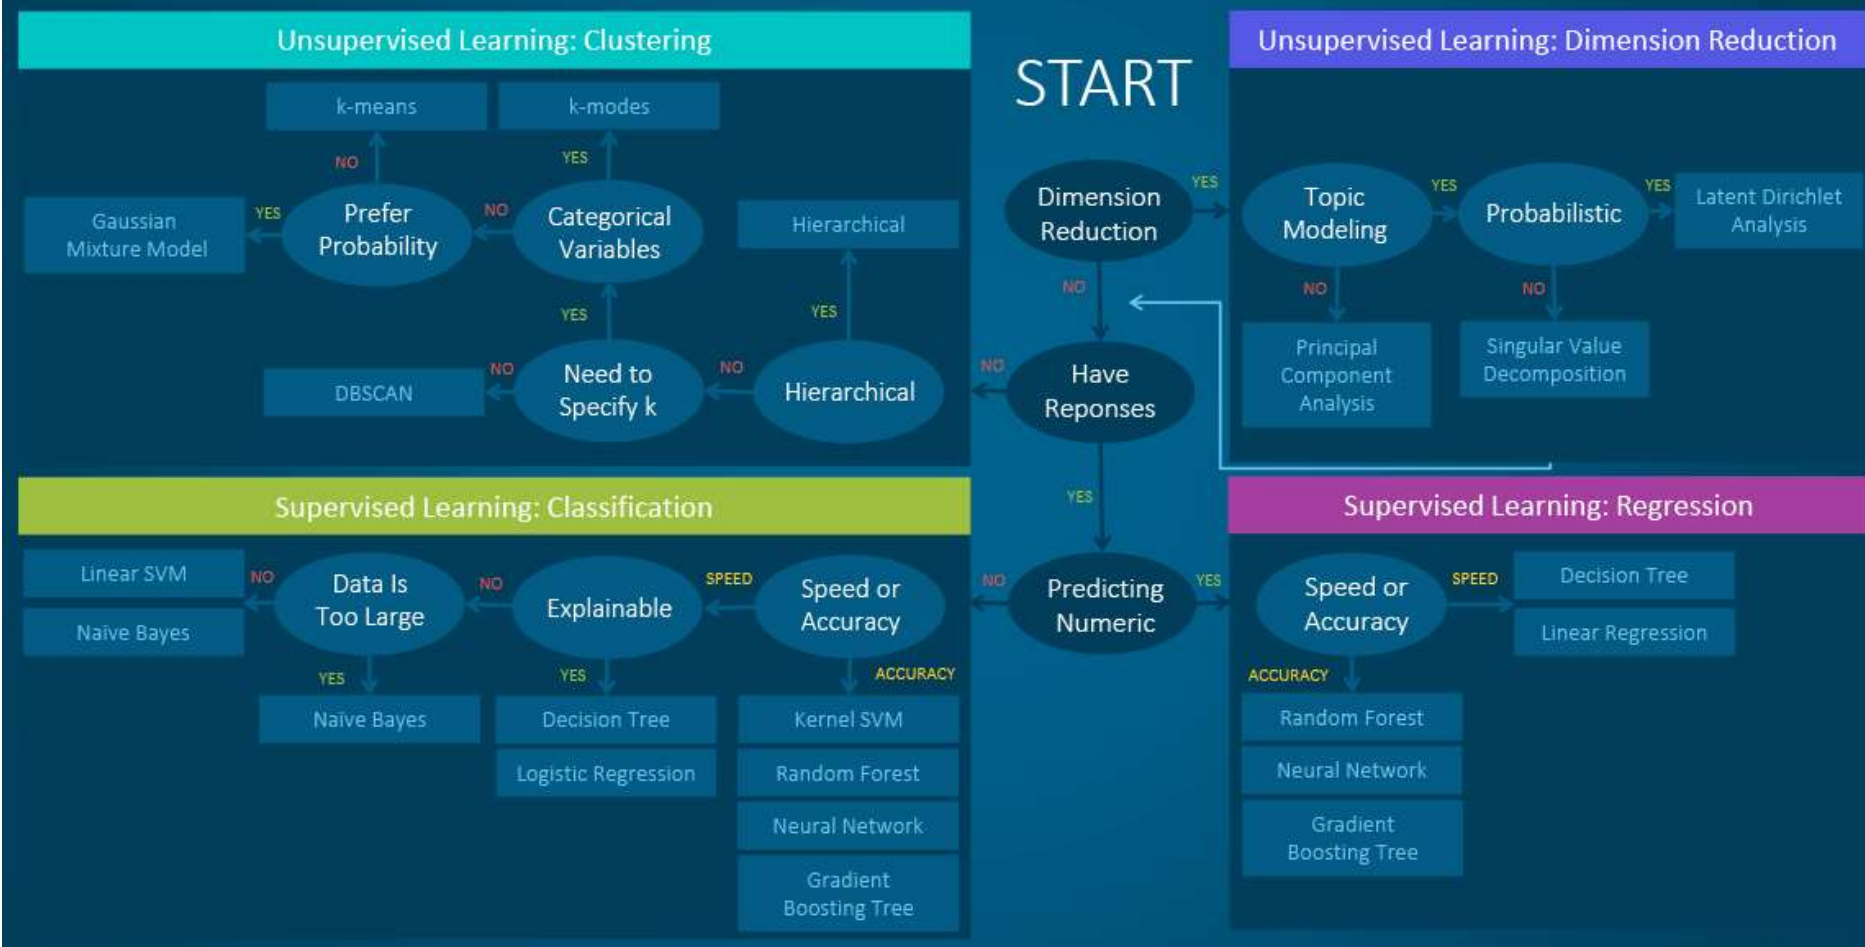 Unsupervised Learning: Clustering
k-means
k-modes
NO
YES
Gaussian
Mixture Model
YES
Prefer
Probability
NO
Categorical
Variables
Hierarchical
YES
YES
DBSCAN
NO
Need to
Specify k
NO
Hierarchical
START
Dimension
Reduction
YES
NO
NO
Have
Reponses
YES
NO
Predicting
Numeric
YES
Unsupervised Learning: Dimension Reduction
Topic
Modeling
YES
Probabilistic
YES
Latent Dirichlet
Analysis
NO
NO
Principal
Component
Analysis
Singular Value
Decomposition
Supervised Learning: Classification
Linear SVM
Naïve Bayes
NO
Data Is
Too Large
NO
Explainable
SPEED
Speed or
Accuracy
YES
YES
ACCURACY
Naïve Bayes
Decision Tree
Logistic Regression
Kernel SVM
Random Forest
Neural Network
Gradient
Boosting Tree
Supervised Learning: Regression
Speed or
Accuracy
SPEED
Decision Tree
Linear Regression
ACCURACY
Random Forest
Neural Network
Gradient
Boosting Tree